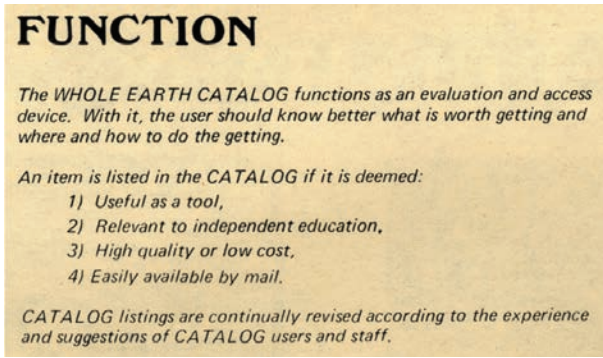 FUNCTION
The WHOLE EARTH CATALOG functions as an evaluation and access
device. With it, the user should know better what is worth getting and
where and how to do the getting.
An item is listed in the CATALOG if it is deemed:
1) Useful as a tool,
2) Relevant to independent education,
3) High quality or low cost,
4) Easily available by mail.
CATALOG listings are continually revised according to the experience
and suggestions of CATALOG users and staff.